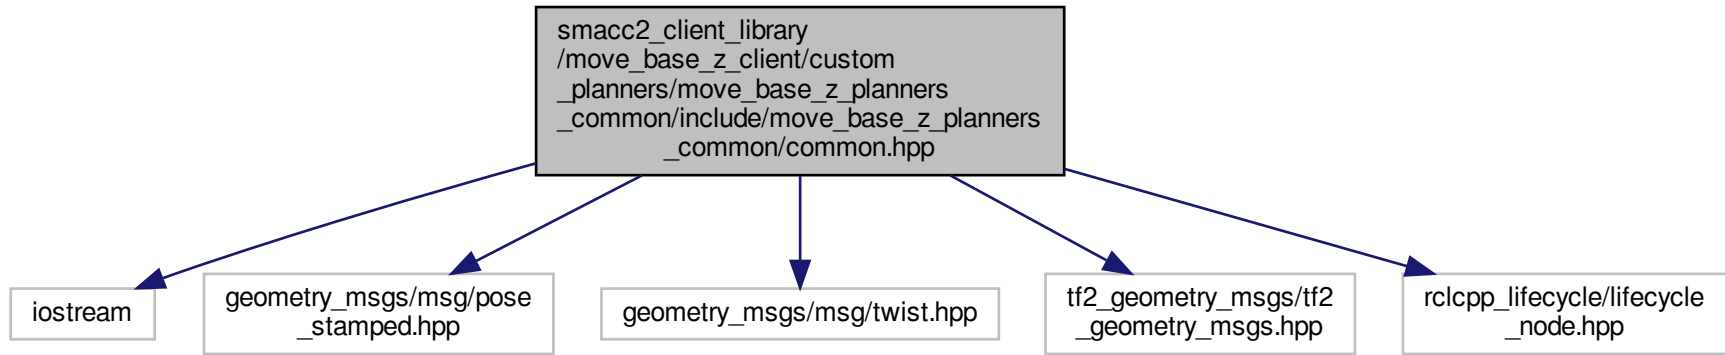 smacc2_client_library
/move_base_z_client/custom
_planners/move_base_z_planners
_common/include/move_base_z_planners
_common/common.hpp
iostream
geometry_msgs/msg/pose
_stamped.hpp
geometry_msgs/msg/twist.hpp
tf2_geometry_msgs/tf2
_geometry_msgs.hpp
rclcpp_lifecycle/lifecycle
_node.hpp